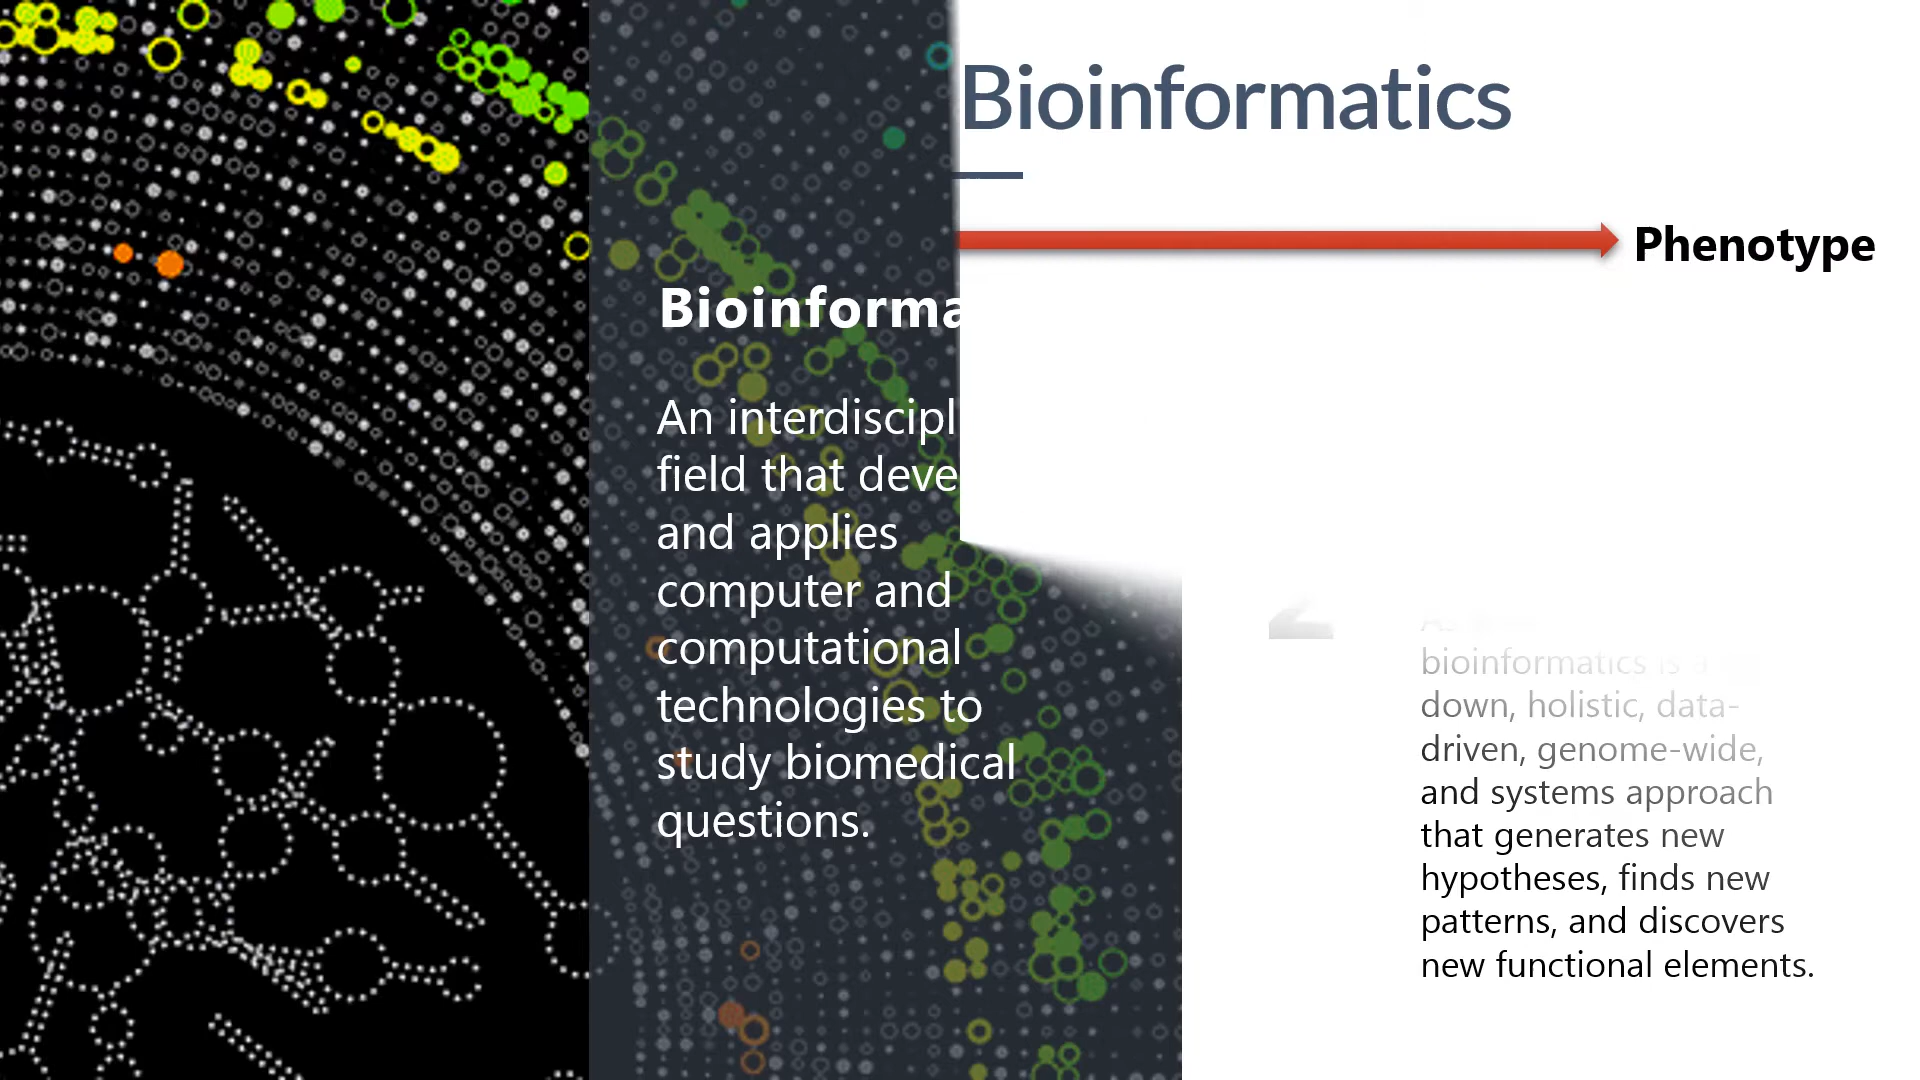 Bioinformatics
Phenotype
Bioinforma
An interdiscipl
field that deve
and applies
computer and
computational
technologies to
study biomedical
questions.
2
bioinformatics is a
down, holistic, data-
driven, genome-wide,
and systems approach
that generates new
hypotheses, finds new
patterns, and discovers
new functional elements.